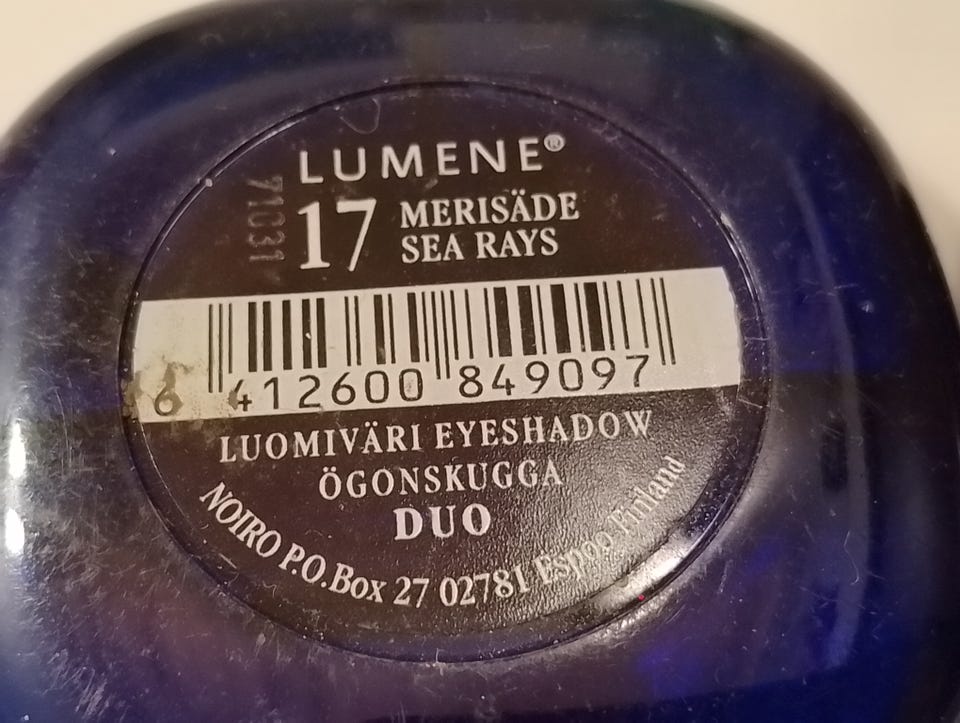 LUMENE®
71031
17 MERISÄDE
SEA RAYS
6 412600 849097
LUOMIVÄRI EYESHADOW
ÖGONSKUGGA
DUO
NOIRO P.O.Box 27 02781 Espoo Finland